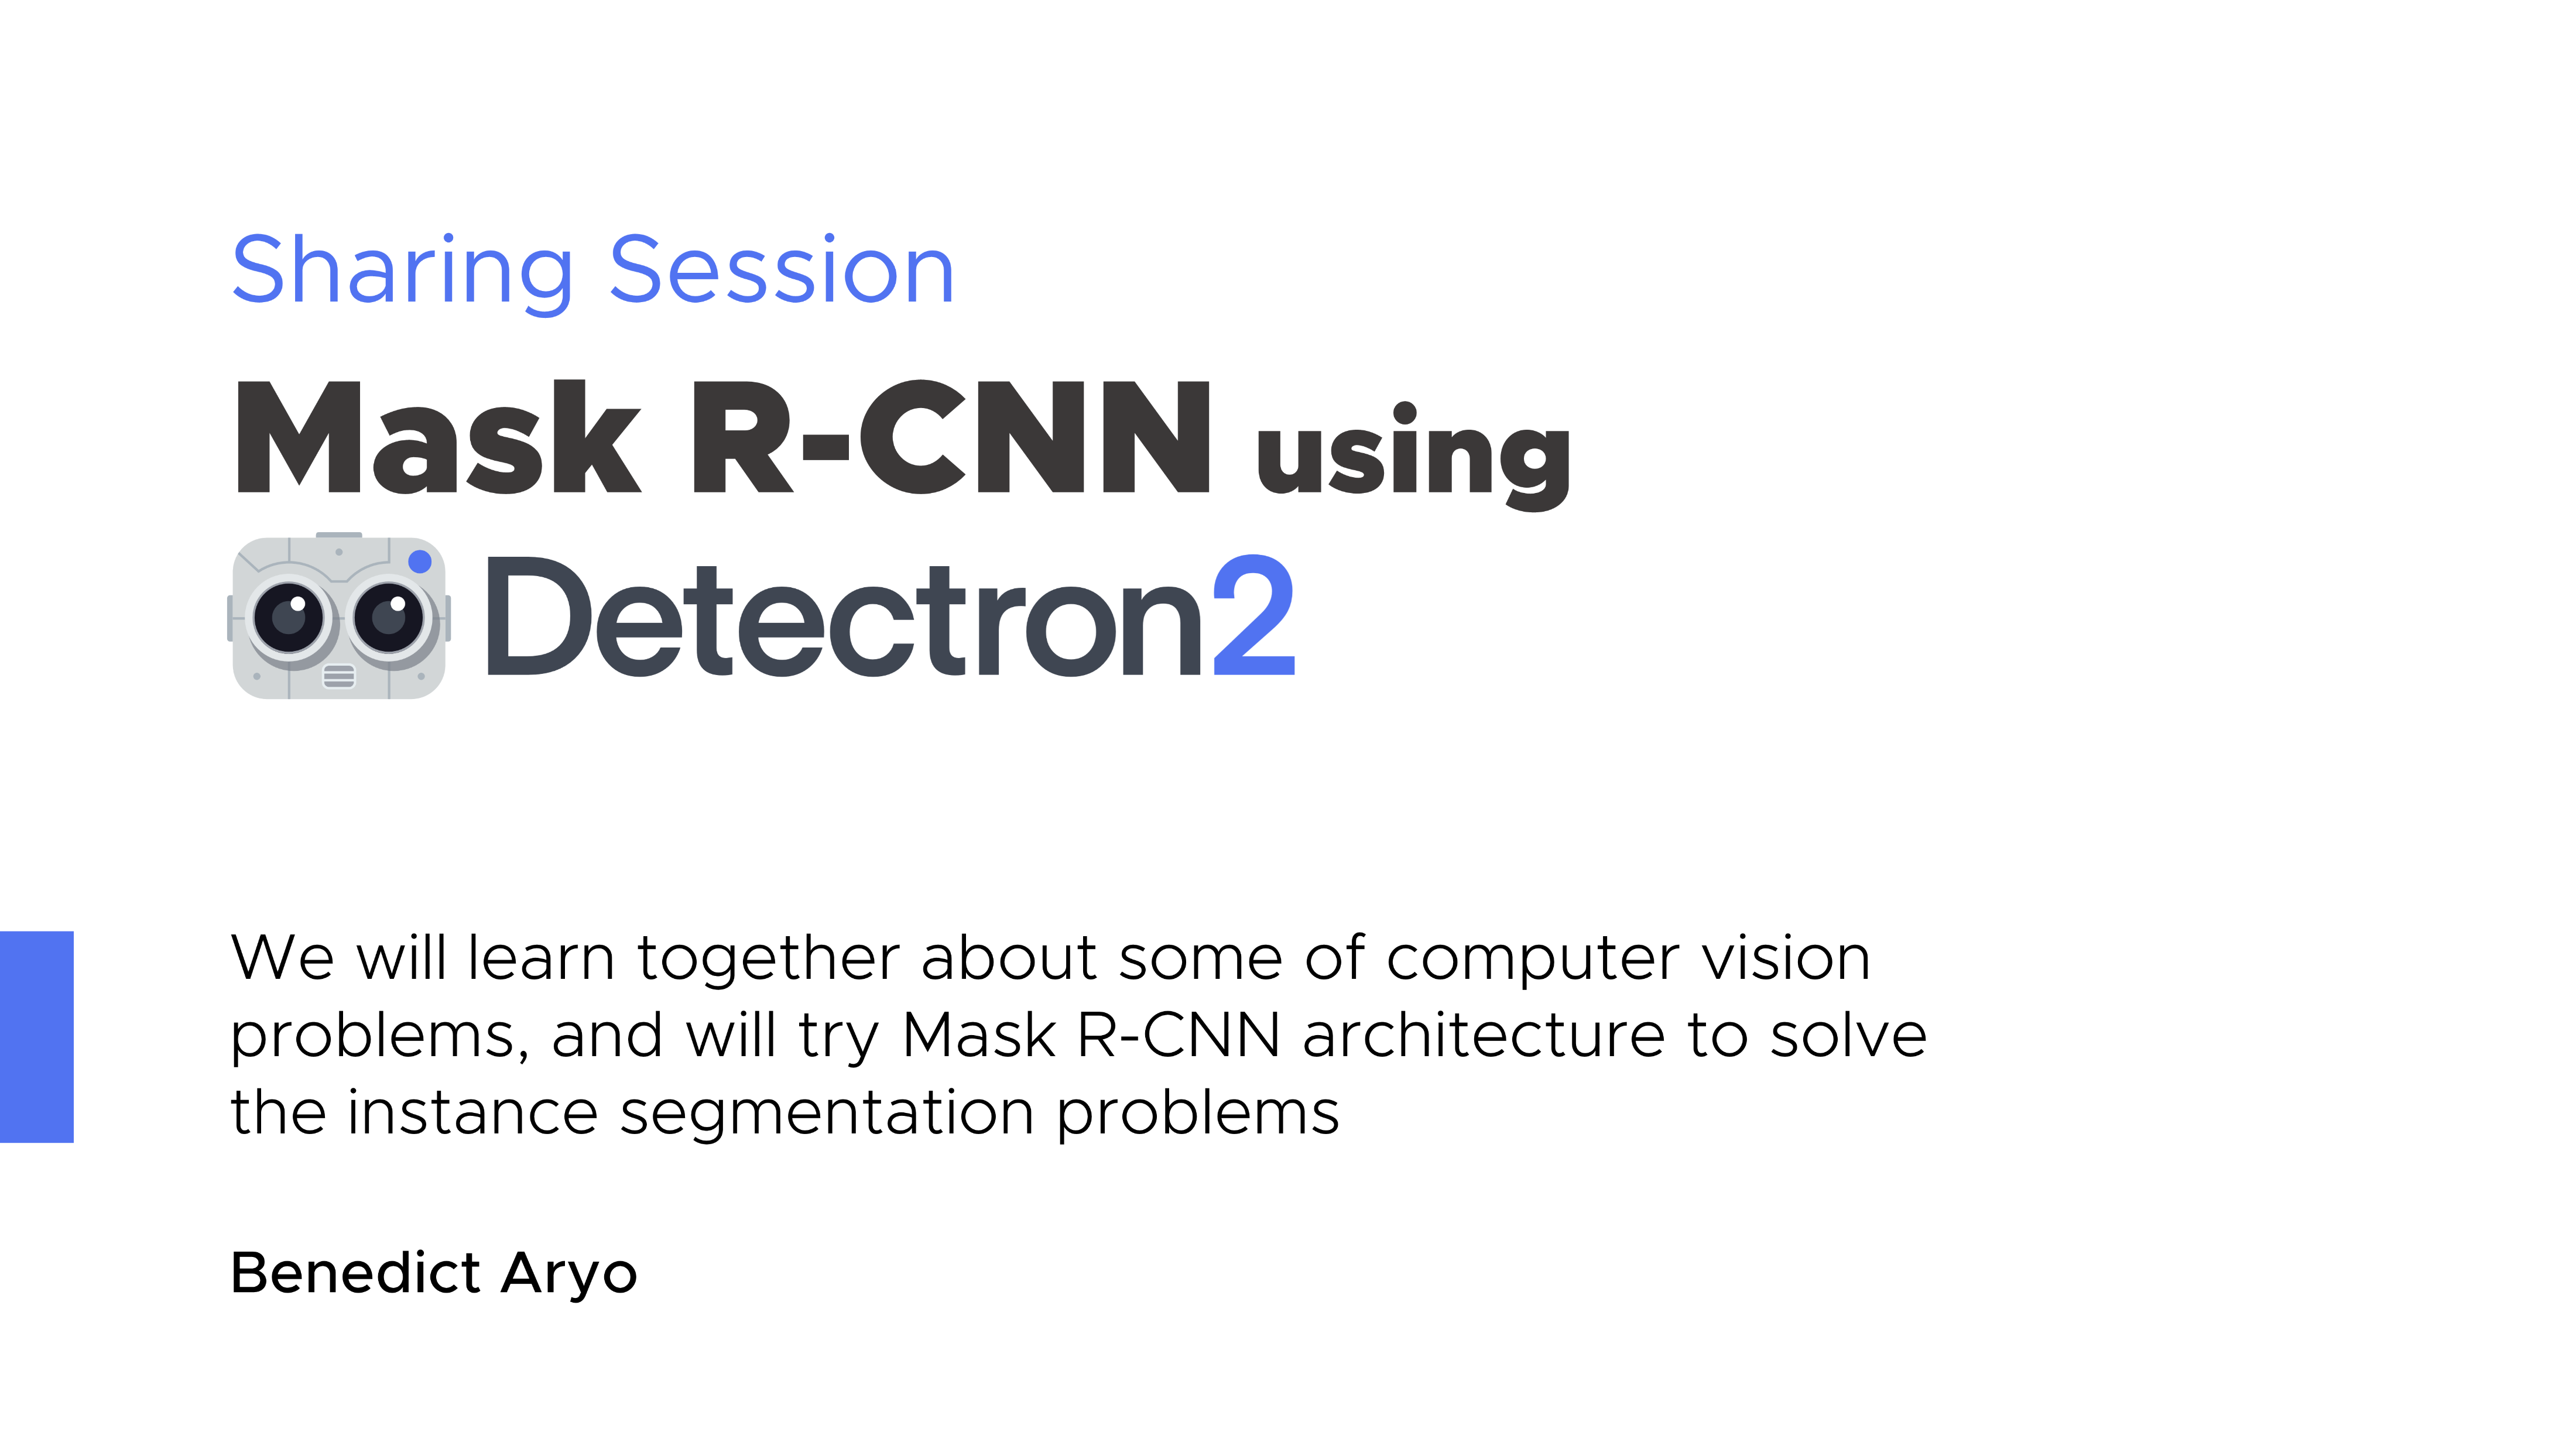 Sharing Session
Mask R-CNN using
Detectron2
We will learn together about some of computer vision
problems, and will try Mask R-CNN architecture to solve
the instance segmentation problems
Benedict Aryo